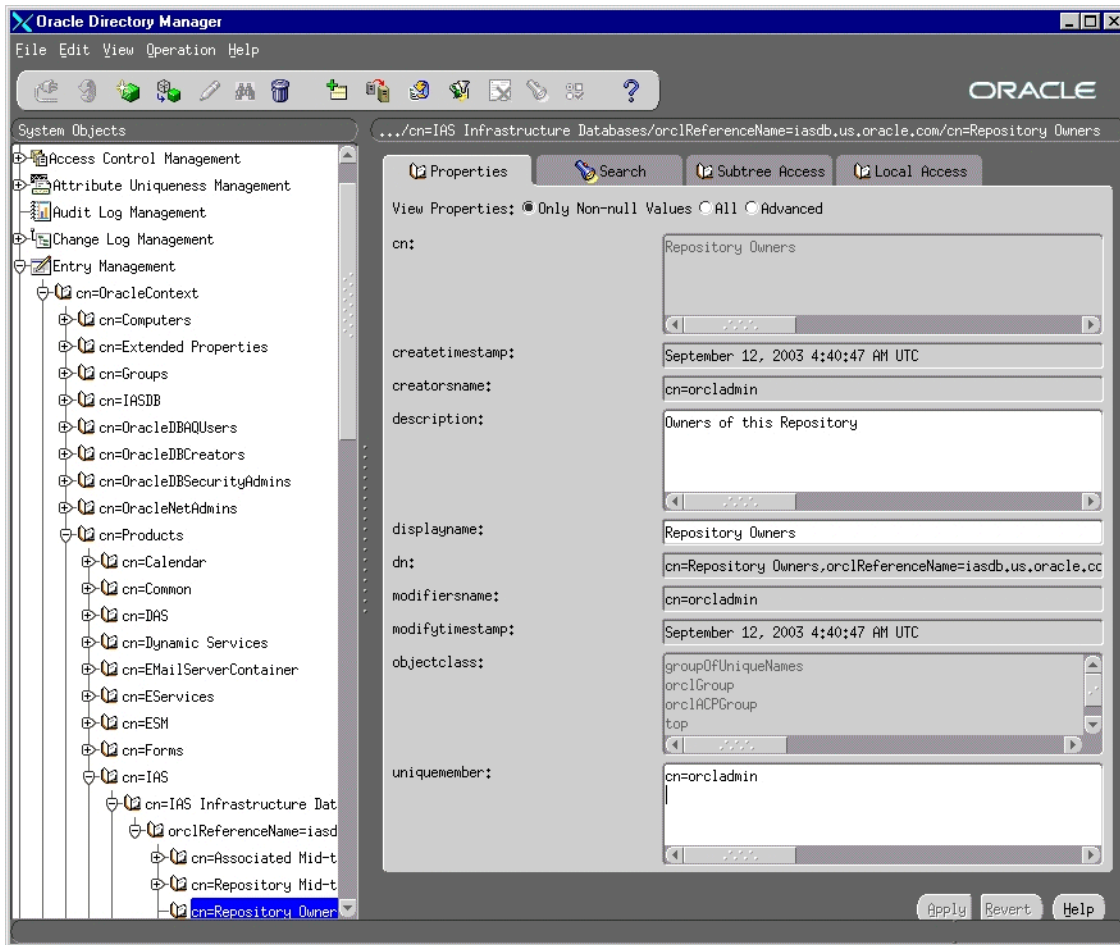 Oracle Directory Manager
File Edit View Operation Help
ORACLE
System Objects
Access Control Management
Attribute Uniqueness Management
Audit Log Management
Change Log Management
Entry Management
cn=OracleContext
cn=Computers
cn=Extended Properties
cn=Groups
cn=IASDB
cn=OracleDBAQUsers
cn=OracleDBCreators
cn=OracleDBSecurityAdmins
cn=OracleNetAdmins
cn=Products
cn=Calendar
cn=Common
cn=DAS
cn=Dynamic Services
cn=EMailServerContainer
cn=EServices
cn=ESM
cn=Forms
cn=IAS
cn=IAS Infrastructure Dat
orclReferenceName=iasd
cn=Associated Mid-t
cn=Repository Mid-t
cn=Repository Owner
.../cn=IAS Infrastructure Databases/orclReferenceName=iasdb.us.oracle.com/cn=Repository Owners
Properties Search Subtree Access Local Access
View Properties: Only Non-null Values All Advanced
cn: Repository Owners
createtimestamp: September 12, 2003 4:40:47 AM UTC
creatorsname: cn=orcladmin
description: Owners of this Repository
displayname: Repository Owners
dn: cn=Repository Owners,orclReferenceName=iasdb.us.oracle.cc
modifiersname: cn=orcladmin
modifytimestamp: September 12, 2003 4:40:47 AM UTC
objectclass: groupOfUniqueNames
orclGroup
orclACPGroup
top
uniquemember: cn=orcladmin
Apply Revert Help